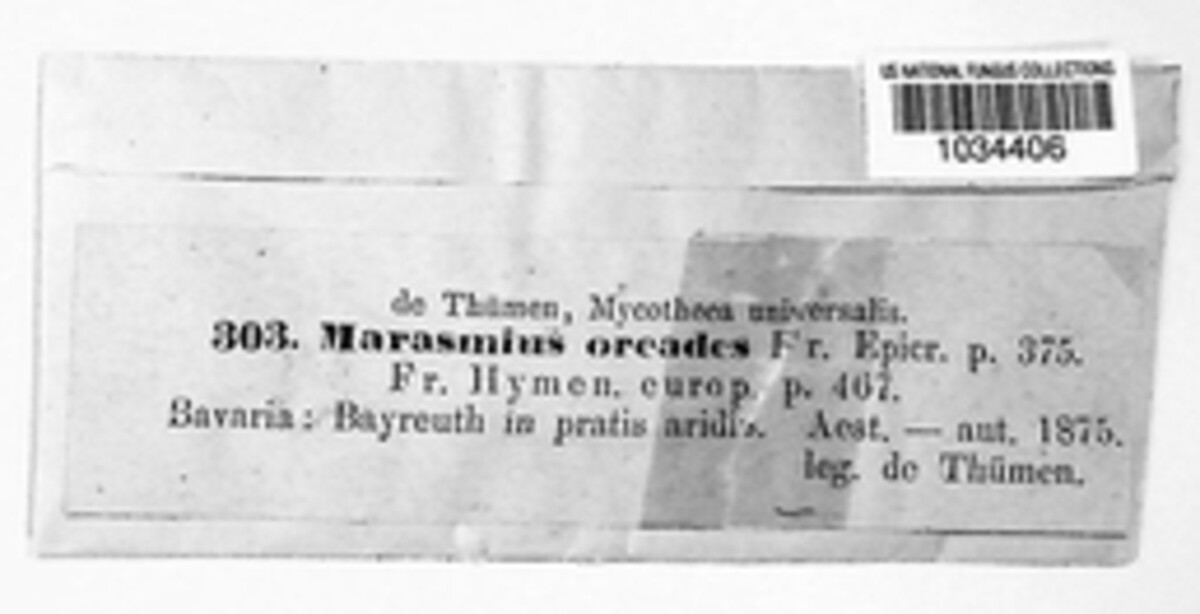 US NATIONAL FUNGUS COLLECTIONS
1034406
de Thümen, Mycotheca universalis.
303. Marasmius oreades Fr. Epicr. p. 375.
Fr. Hymen. europ. p. 467.
Bavaria: Bayreuth in pratis aridis. Aest. — aut. 1875.
leg. de Thümen.